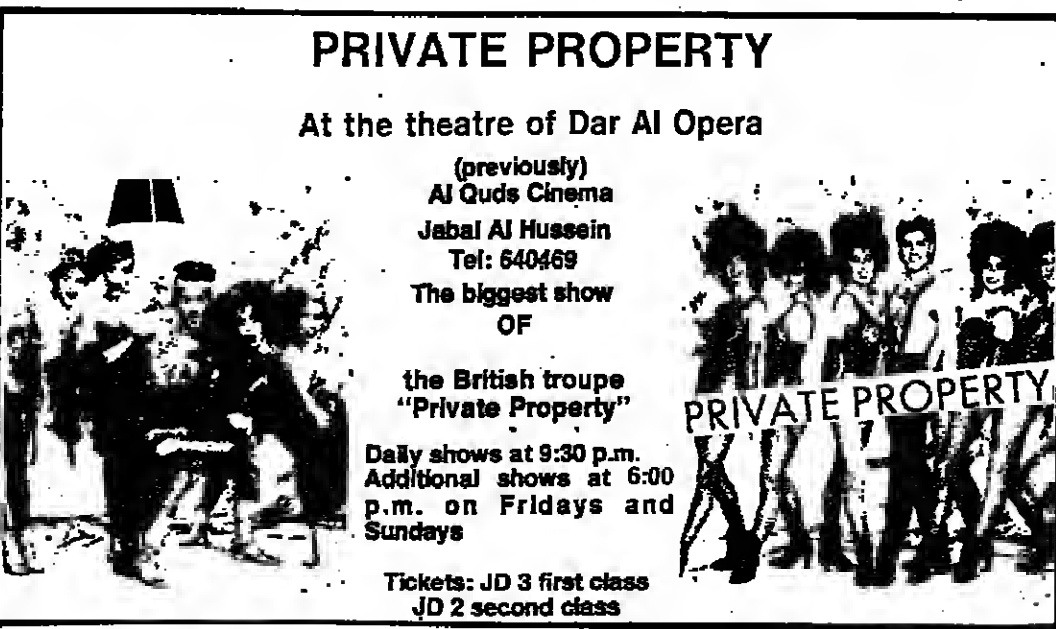 PRIVATE PROPERTY
At the theatre of Dar Al Opera
(previously)
Al Quds Cinema
Jabal Al Hussein
Tel: 640469
The biggest show
OF
the British troupe
"Private Property"
Daily shows at 9:30 p.m.
Additional shows at 6:00
p.m. on Fridays and
Sundays
Tickets: JD 3 first class
JD 2 second class
PRIVATE PROPERTY